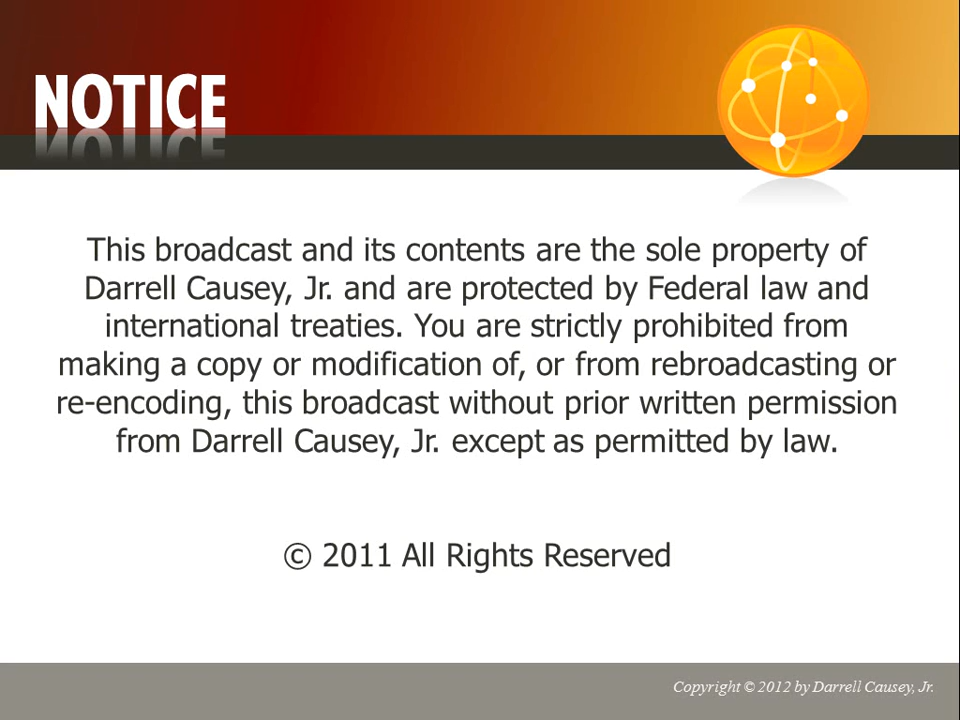 NOTICE
This broadcast and its contents are the sole property of
Darrell Causey, Jr. and are protected by Federal law and
international treaties. You are strictly prohibited from
making a copy or modification of, or from rebroadcasting or
re-encoding, this broadcast without prior written permission
from Darrell Causey, Jr. except as permitted by law.
© 2011 All Rights Reserved
Copyright © 2012 by Darrell Causey, Jr.